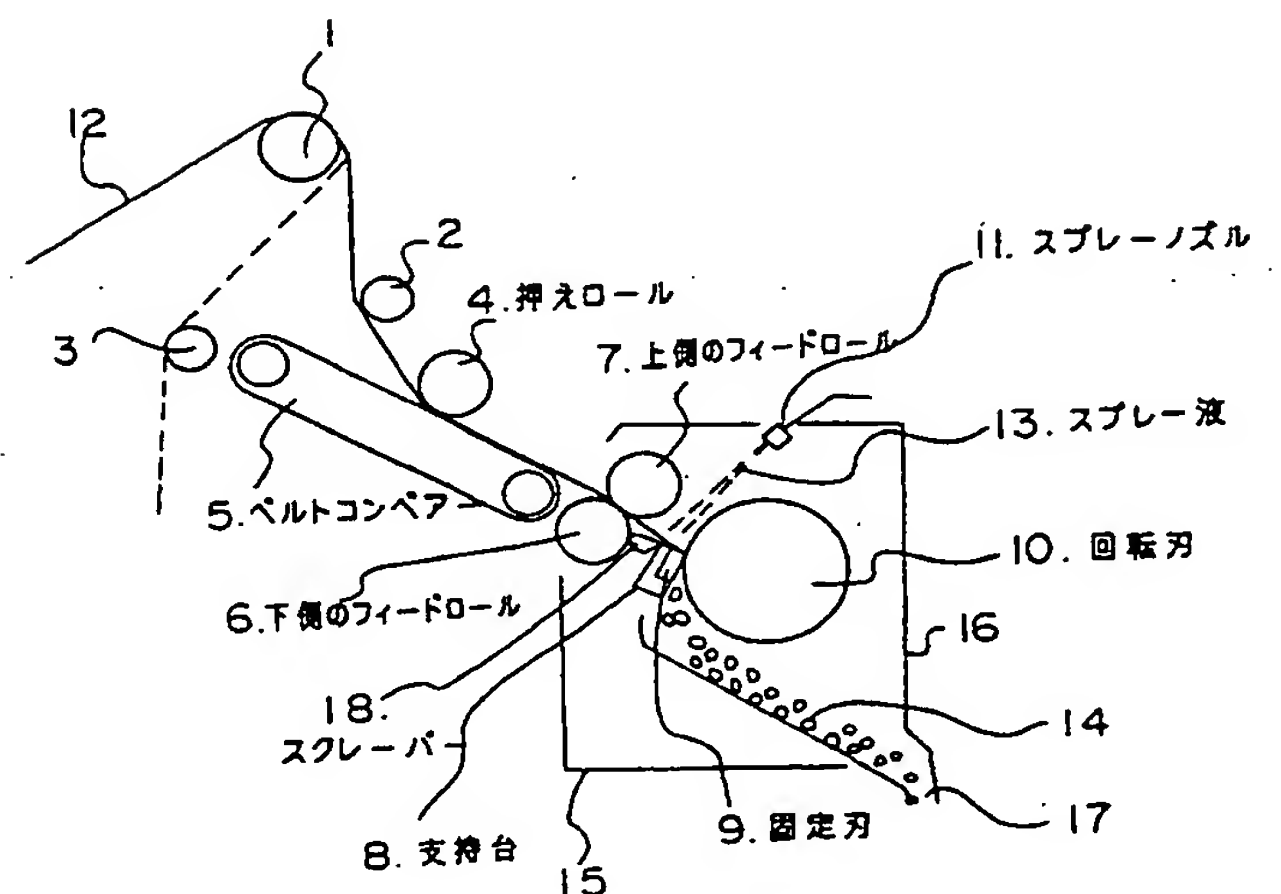 1
12
2
11. スプレーノズル
4. 押えロール
3
7. 上側のフィードロール
13. スプレー液
5. ベルトコンベア
10. 回転刃
6. 下側のフィードロール
16
18.
スクレーパ
14
17
9. 固定刃
8. 支持台
15